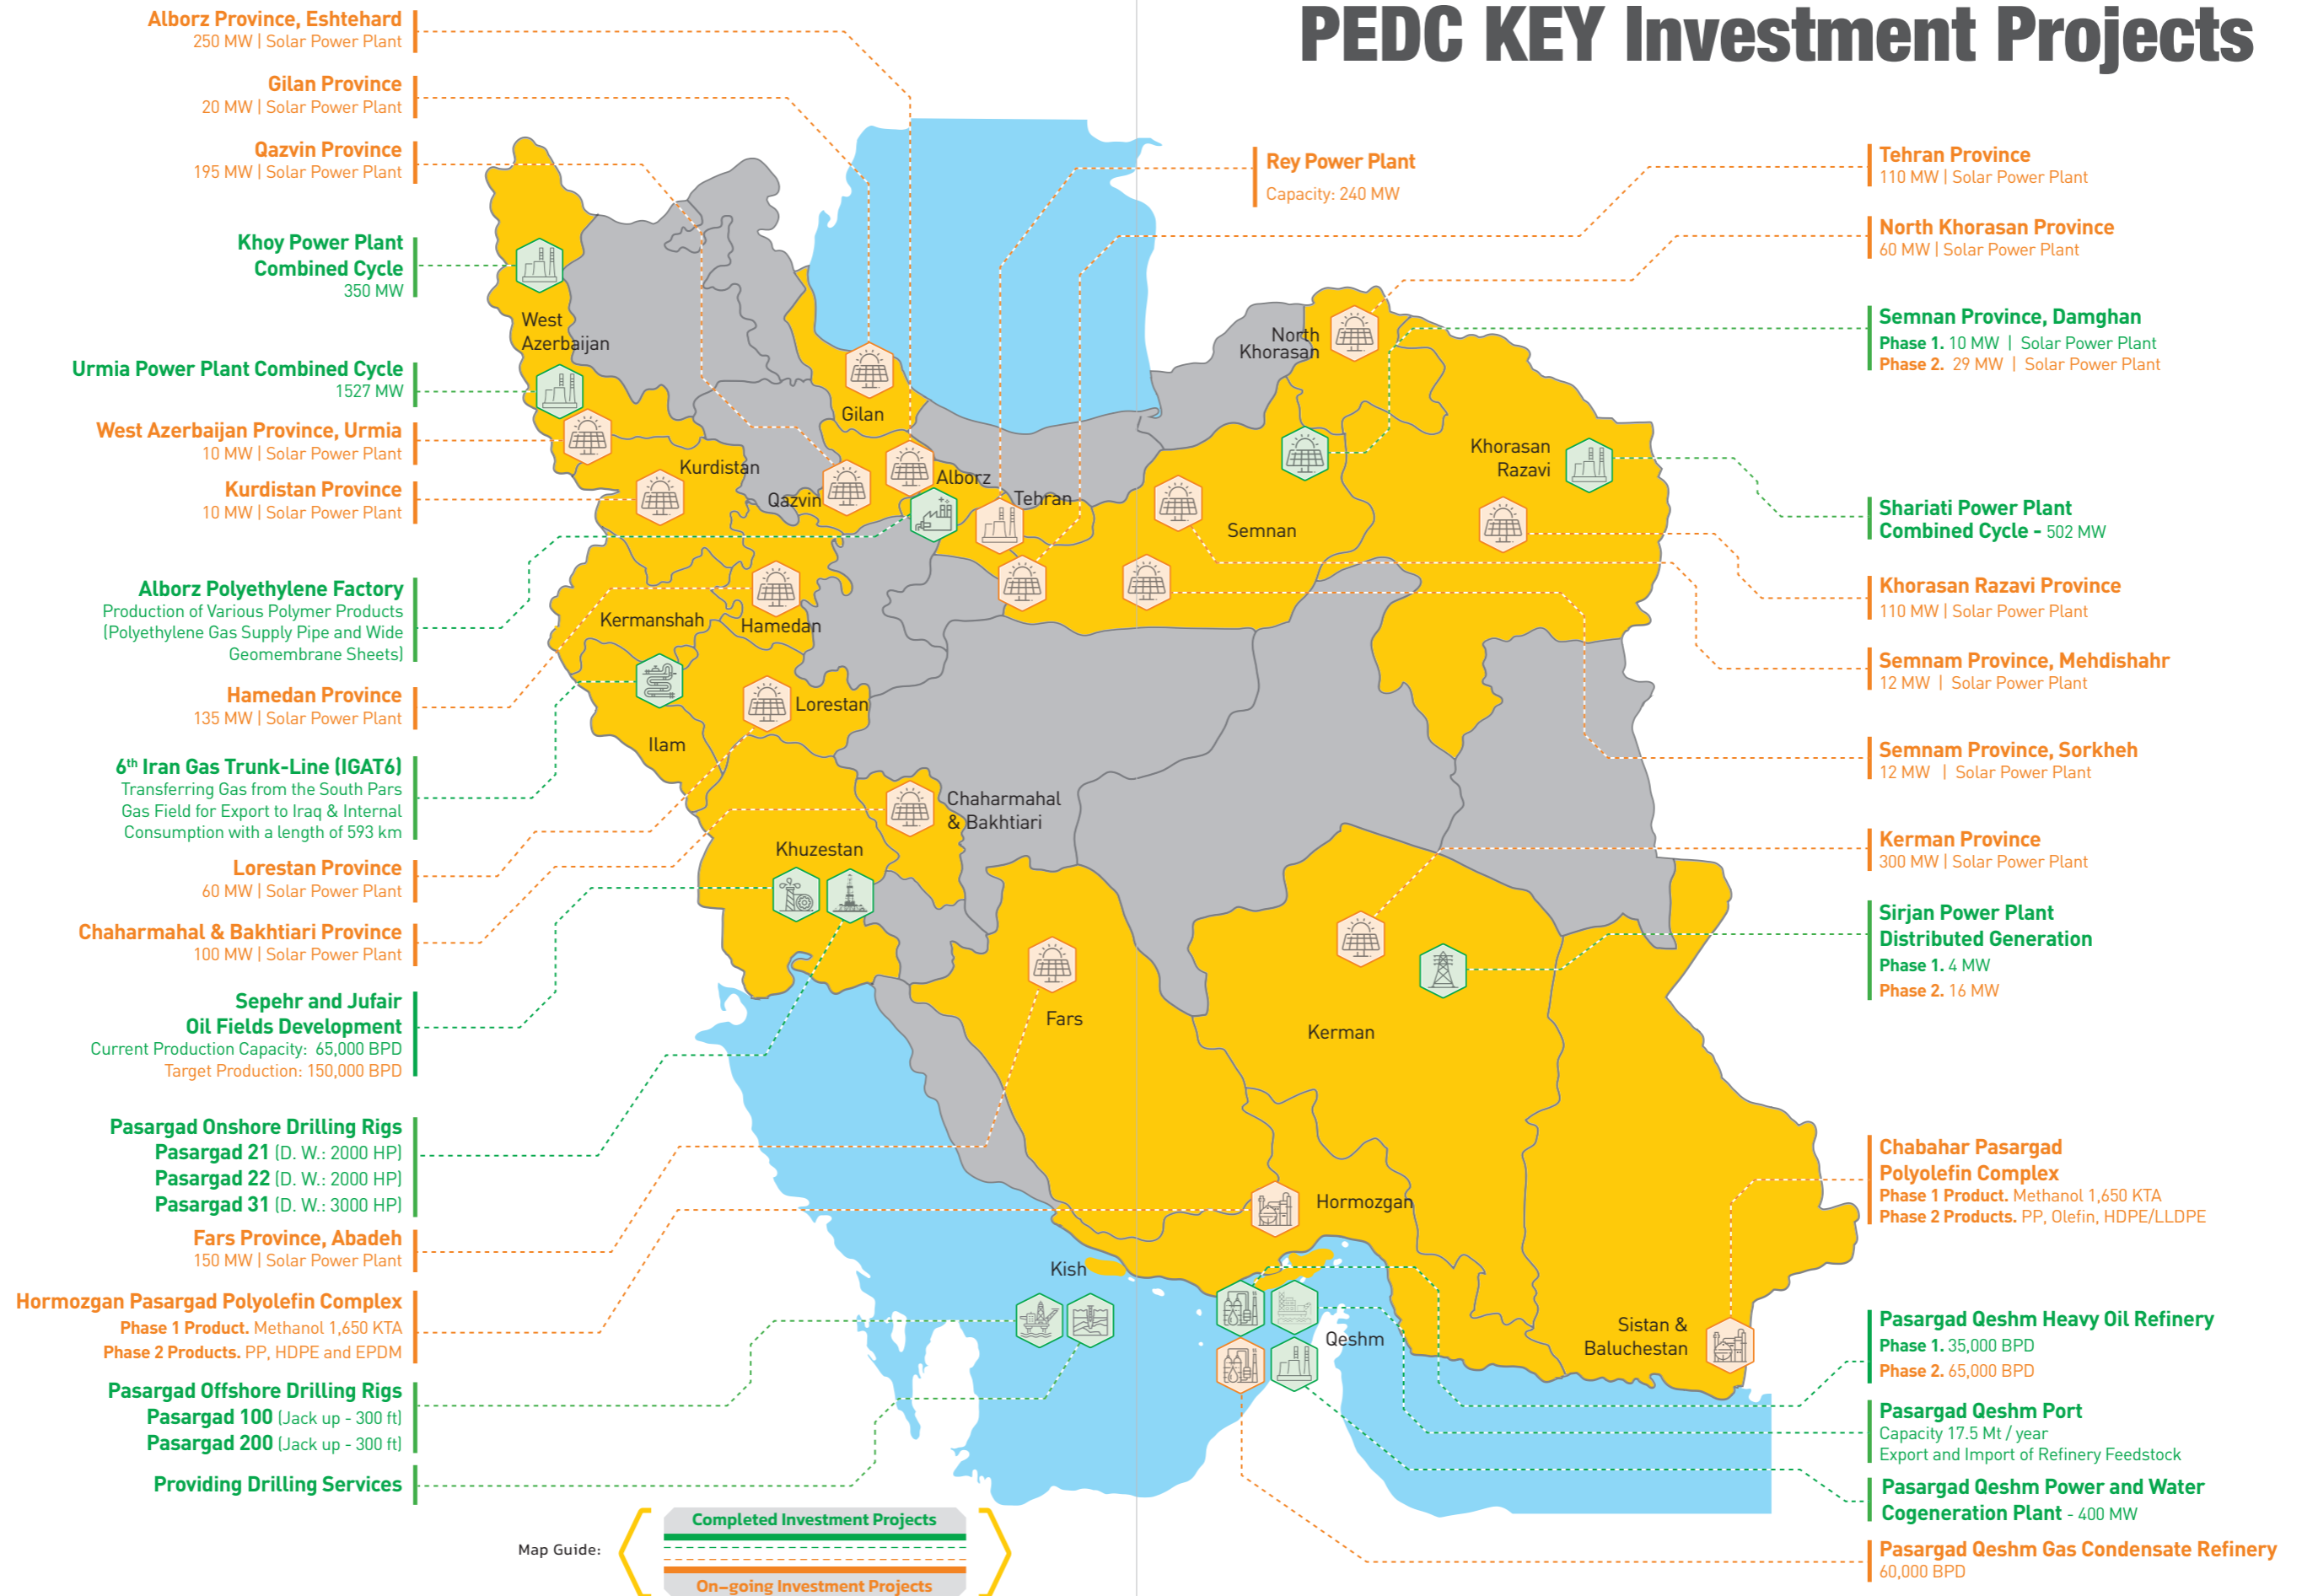 PEDC KEY Investment Projects
Alborz Province, Eshtehard
250 MW | Solar Power Plant
Gilan Province
20 MW | Solar Power Plant
Qazvin Province
195 MW | Solar Power Plant
Khoy Power Plant
Combined Cycle
350 MW
Urmia Power Plant Combined Cycle
1527 MW
West Azerbaijan Province, Urmia
10 MW | Solar Power Plant
Kurdistan Province
10 MW | Solar Power Plant
Alborz Polyethylene Factory
Production of Various Polymer Products
(Polyethylene Gas Supply Pipe and Wide
Geomembrane Sheets)
Hamedan Province
135 MW | Solar Power Plant
6th Iran Gas Trunk-Line (IGAT6)
Transferring Gas from the South Pars
Gas Field for Export to Iraq & Internal
Consumption with a length of 593 km
Lorestan Province
60 MW | Solar Power Plant
Chaharmahal & Bakhtiari Province
100 MW | Solar Power Plant
Sepehr and Jufair
Oil Fields Development
Current Production Capacity: 65,000 BPD
Target Production: 150,000 BPD
Pasargad Onshore Drilling Rigs
Pasargad 21 (D. W.: 2000 HP)
Pasargad 22 (D. W.: 2000 HP)
Pasargad 31 (D. W.: 3000 HP)
Fars Province, Abadeh
150 MW | Solar Power Plant
Hormozgan Pasargad Polyolefin Complex
Phase 1 Product. Methanol 1,650 KTA
Phase 2 Products. PP, HDPE and EPDM
Pasargad Offshore Drilling Rigs
Pasargad 100 (Jack up - 300 ft)
Pasargad 200 (Jack up - 300 ft)
Providing Drilling Services
Rey Power Plant
Capacity: 240 MW
West
Azerbaijan
Gilan
Kurdistan
Qazvin
Alborz
Tehran
North
Khorasan
Khorasan
Razavi
Semnan
Kermanshah
Hamedan
Lorestan
Ilam
Chaharmahal
& Bakhtiari
Khuzestan
Fars
Kerman
Hormozgan
Kish
Qeshm
Sistan &
Baluchestan
Tehran Province
110 MW | Solar Power Plant
North Khorasan Province
60 MW | Solar Power Plant
Semnan Province, Damghan
Phase 1. 10 MW | Solar Power Plant
Phase 2. 29 MW | Solar Power Plant
Shariati Power Plant
Combined Cycle - 502 MW
Khorasan Razavi Province
110 MW | Solar Power Plant
Semnam Province, Mehdishahr
12 MW | Solar Power Plant
Semnam Province, Sorkheh
12 MW | Solar Power Plant
Kerman Province
300 MW | Solar Power Plant
Sirjan Power Plant
Distributed Generation
Phase 1. 4 MW
Phase 2. 16 MW
Chabahar Pasargad
Polyolefin Complex
Phase 1 Product. Methanol 1,650 KTA
Phase 2 Products. PP, Olefin, HDPE/LLDPE
Pasargad Qeshm Heavy Oil Refinery
Phase 1. 35,000 BPD
Phase 2. 65,000 BPD
Pasargad Qeshm Port
Capacity 17.5 Mt / year
Export and Import of Refinery Feedstock
Pasargad Qeshm Power and Water
Cogeneration Plant - 400 MW
Pasargad Qeshm Gas Condensate Refinery
60,000 BPD
Map Guide:
Completed Investment Projects
On-going Investment Projects